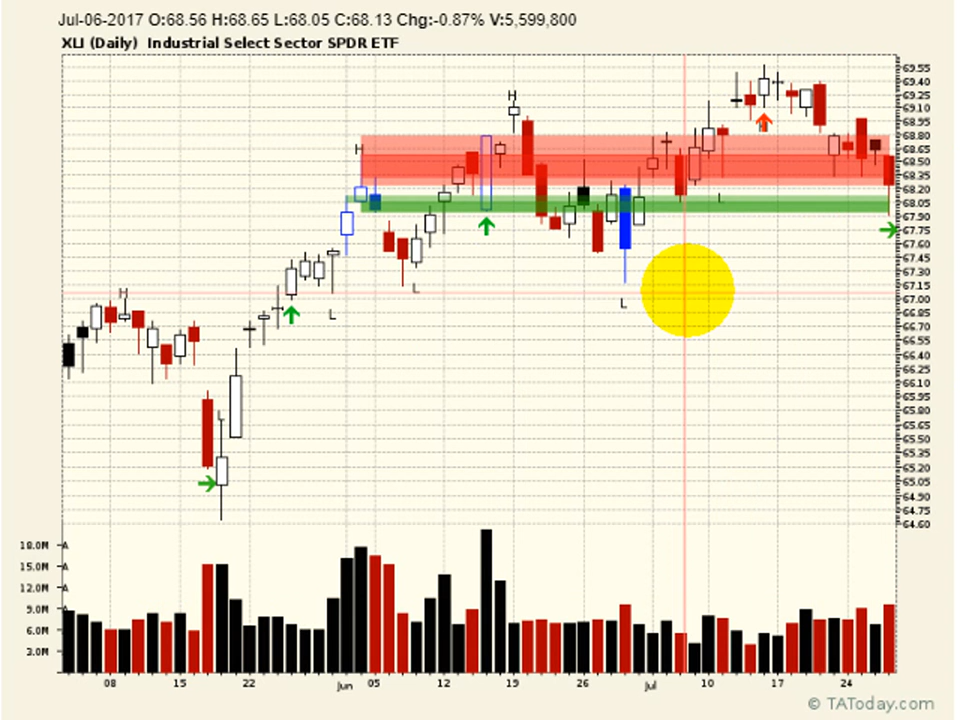 Jul-06-2017 O:68.56 H:68.65 L:68.05 C:68.13 Chg:-0.87% V:5,599,800
XLI (Daily) Industrial Select Sector SPDR ETF
69.55
69.40
69.25
69.10
68.95
68.80
68.65
68.50
68.35
68.20
68.05
67.90
67.75
67.60
67.45
67.30
67.15
67.00
66.85
66.70
66.55
66.40
66.25
66.10
65.95
65.80
65.65
65.50
65.35
65.20
65.05
64.90
64.75
64.60
H
H
H
L
L
L
L
L
18.0M
15.0M
12.0M
9.0M
6.0M
3.0M
08 15 22 Jun 05 12 19 26 Jul 10 17 24
© TAToday.com